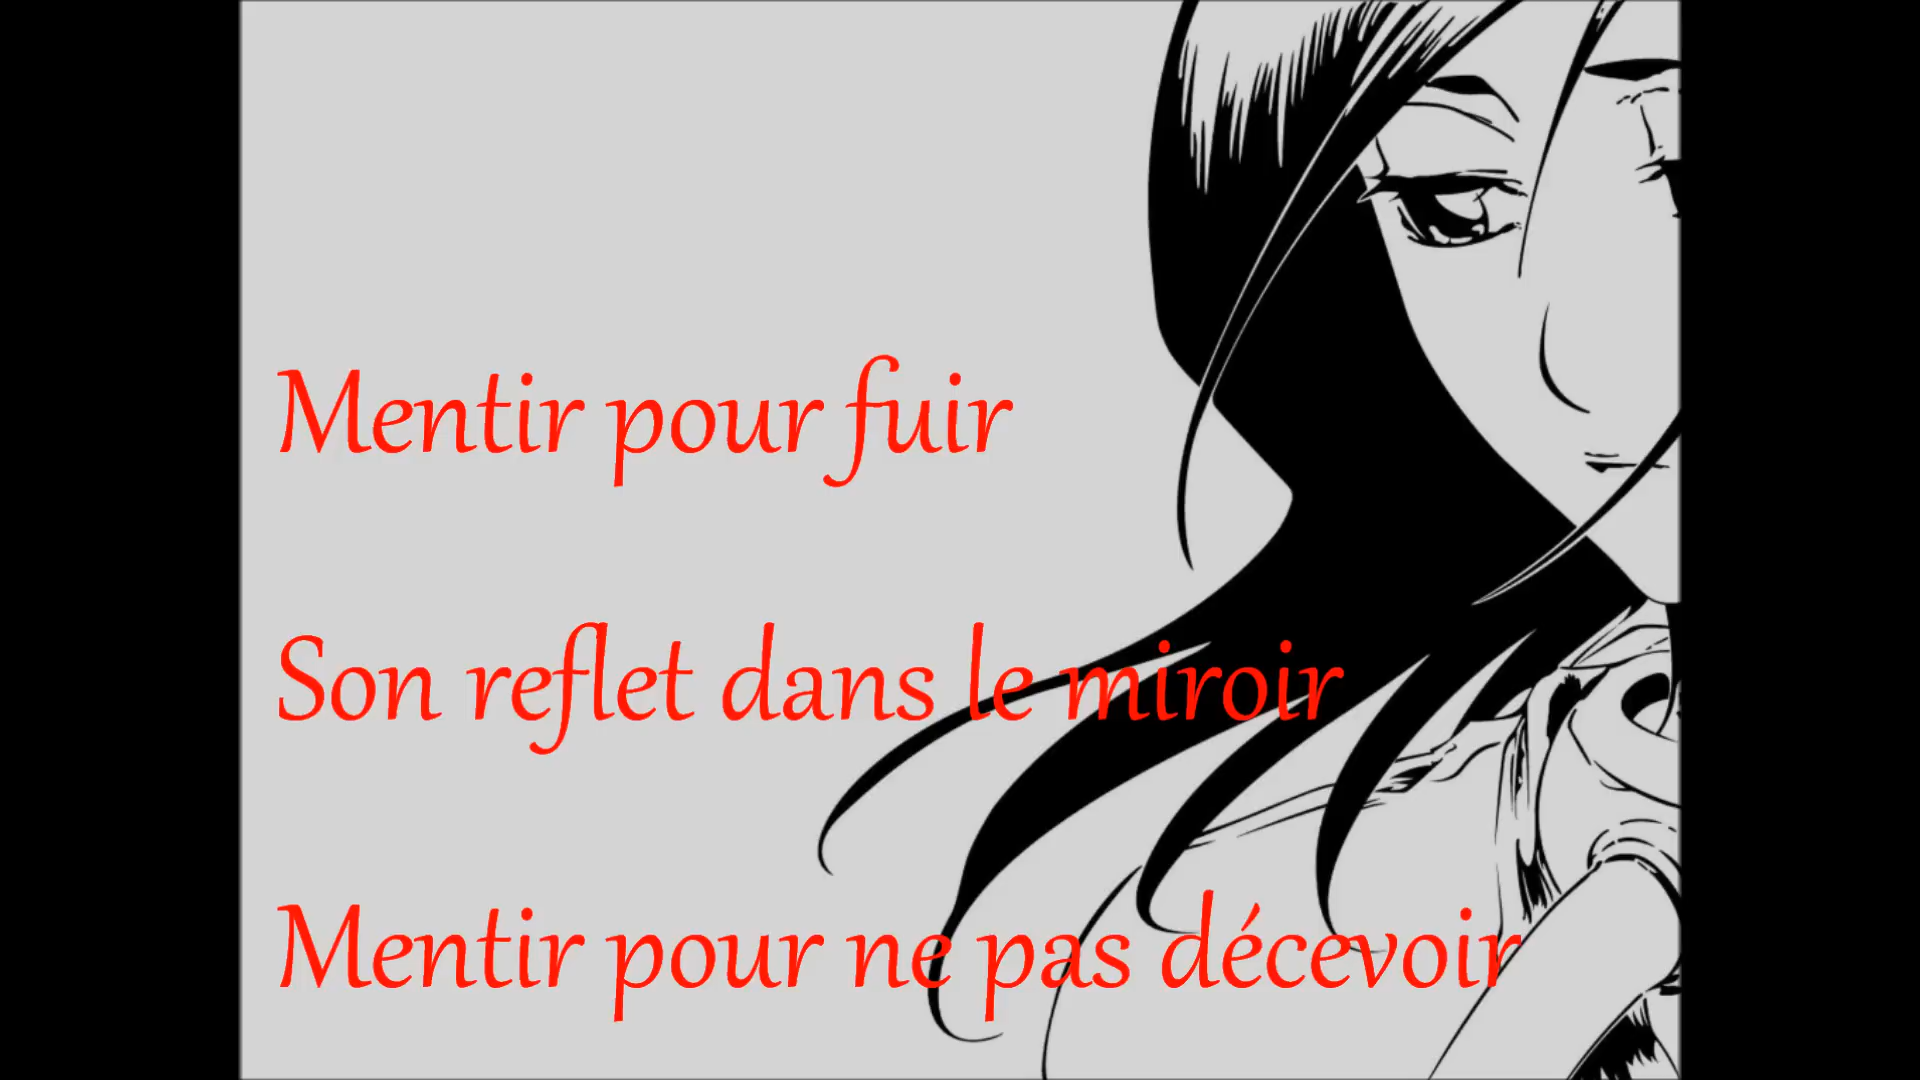 Mentir pour fuir
Son reflet dans le miroir
Mentir pour ne pas décevoir